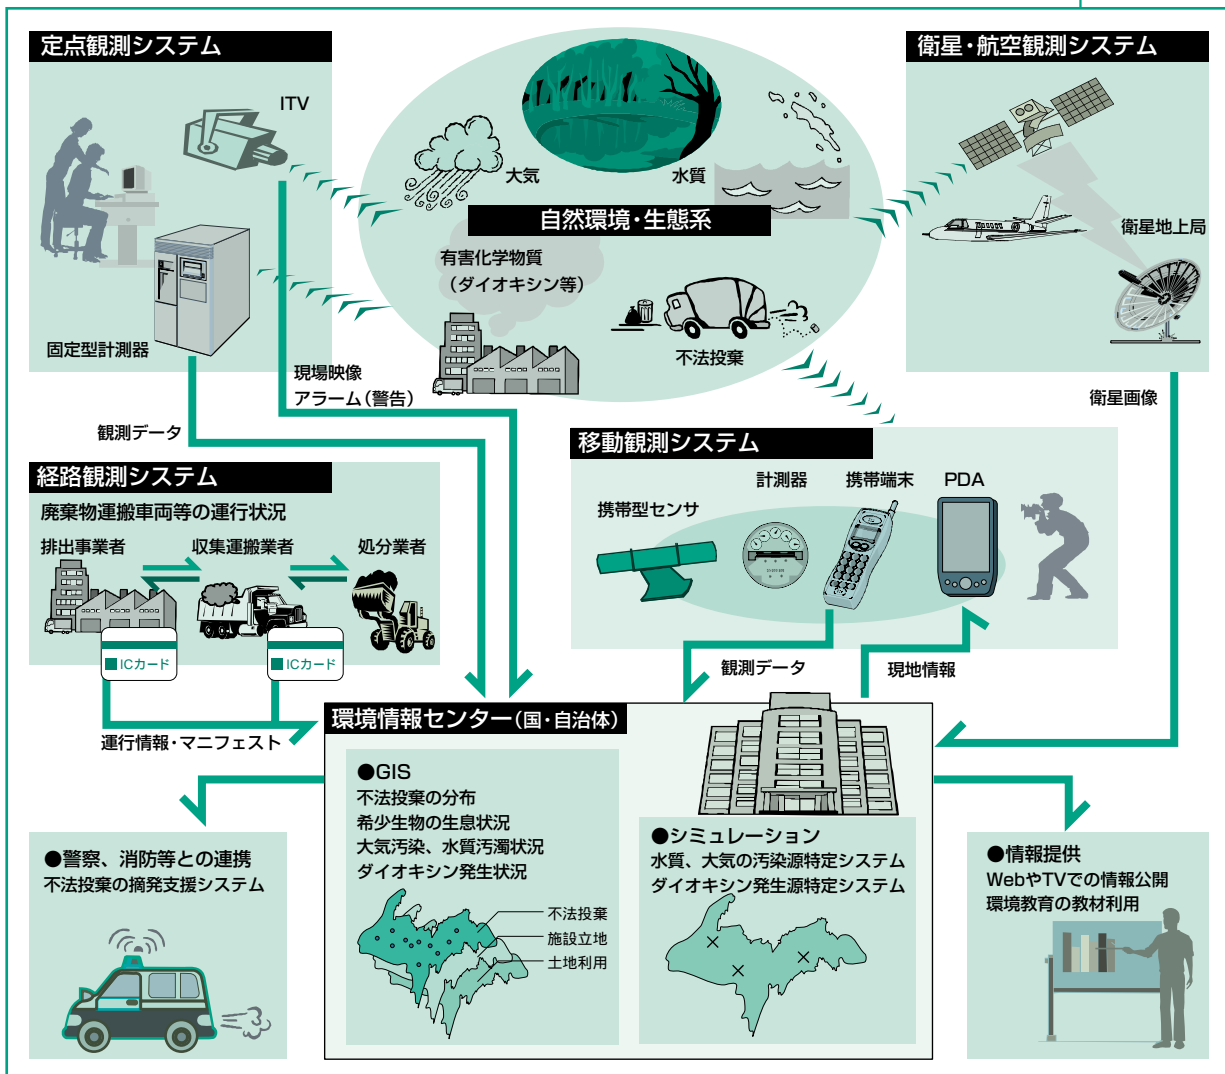 定点観測システム
ITV
固定型計測器
大気
水質
自然環境・生態系
有害化学物質
（ダイオキシン等）
不法投棄
衛星・航空観測システム
衛星地上局
現場映像
アラーム（警告）
観測データ
衛星画像
経路観測システム
廃棄物運搬車両等の運行状況
排出事業者
収集運搬業者
処分業者
ICカード
ICカード
運行情報・マニフェスト
移動観測システム
携帯型センサ
計測器
携帯端末
PDA
観測データ
現地情報
環境情報センター（国・自治体）
●GIS
不法投棄の分布
希少生物の生息状況
大気汚染、水質汚濁状況
ダイオキシン発生状況
不法投棄
施設立地
土地利用
●シミュレーション
水質、大気の汚染源特定システム
ダイオキシン発生源特定システム
●警察、消防等との連携
不法投棄の摘発支援システム
●情報提供
WebやTVでの情報公開
環境教育の教材利用